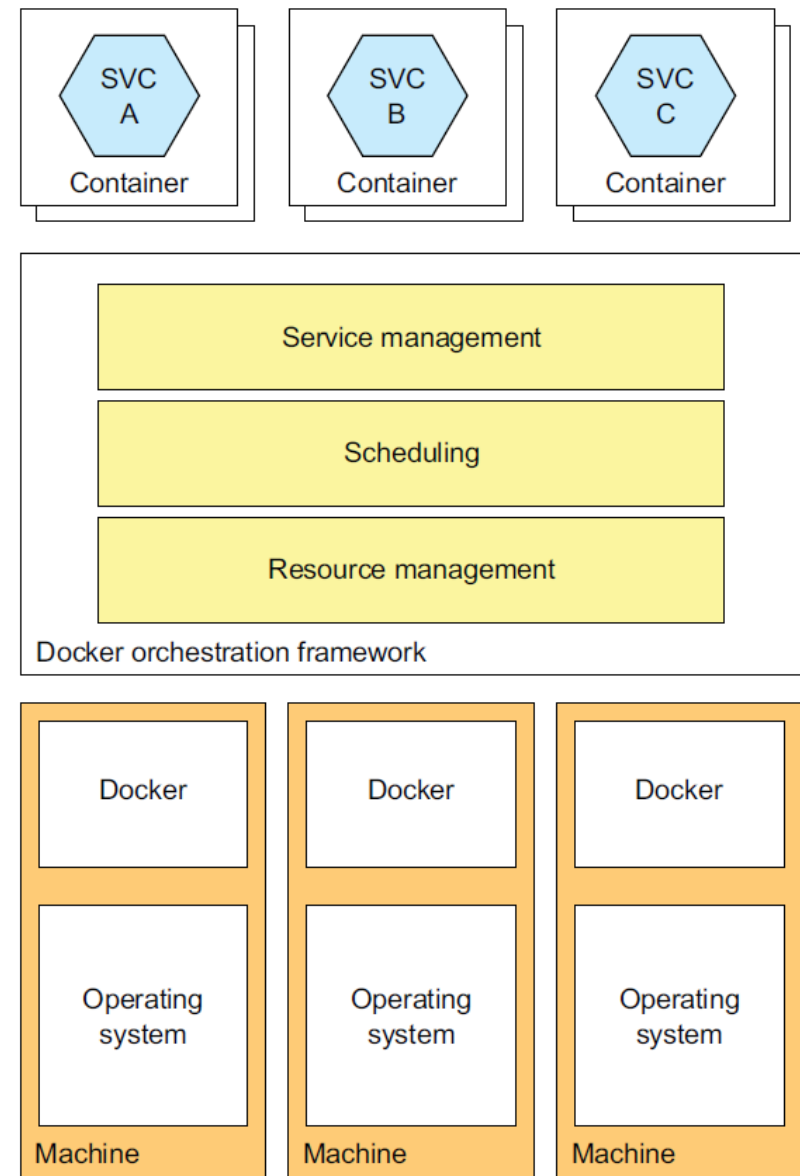 SVC
A
Container
SVC
B
Container
SVC
C
Container
Service management
Scheduling
Resource management
Docker orchestration framework
Docker
Docker
Docker
Operating
system
Operating
system
Operating
system
Machine
Machine
Machine